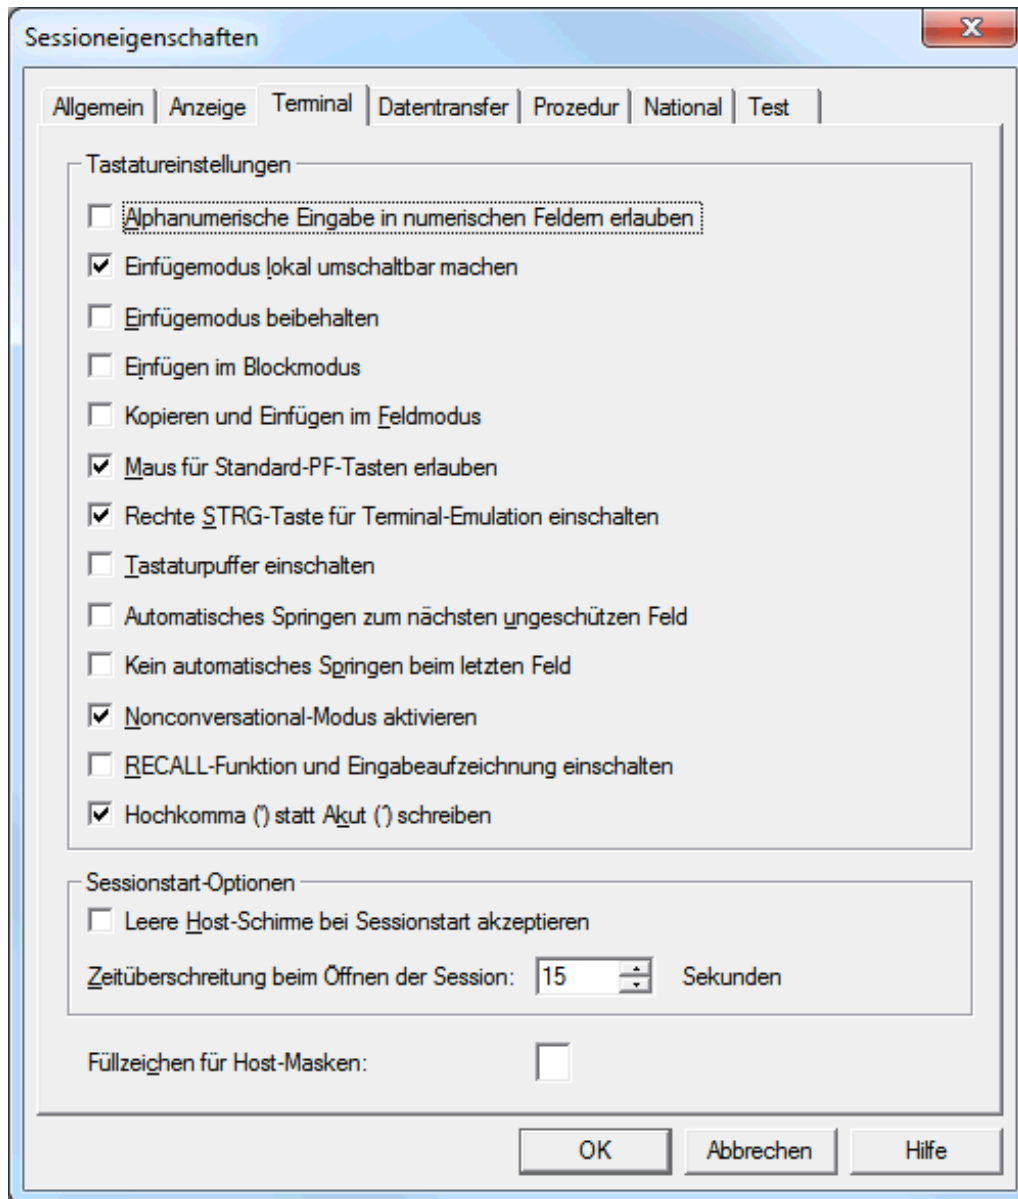 Sessioneigenschaften
Allgemein Anzeige Terminal Datentransfer Prozedur National Test
Tastatureinstellungen
Alphanumerische Eingabe in numerischen Feldern erlauben
Einfügemodus lokal umschaltbar machen
Einfügemodus beibehalten
Einfügen im Blockmodus
Kopieren und Einfügen im Feldmodus
Maus für Standard-PF-Tasten erlauben
Rechte STRG-Taste für Terminal-Emulation einschalten
Tastaturpuffer einschalten
Automatisches Springen zum nächsten ungeschützen Feld
Kein automatisches Springen beim letzten Feld
Nonconversational-Modus aktivieren
RECALL-Funktion und Eingabeaufzeichnung einschalten
Hochkomma (') statt Akut (´) schreiben
Sessionstart-Optionen
Leere Host-Schirme bei Sessionstart akzeptieren
Zeitüberschreitung beim Öffnen der Session: 15 Sekunden
Füllzeichen für Host-Masken:
OK Abbrechen Hilfe